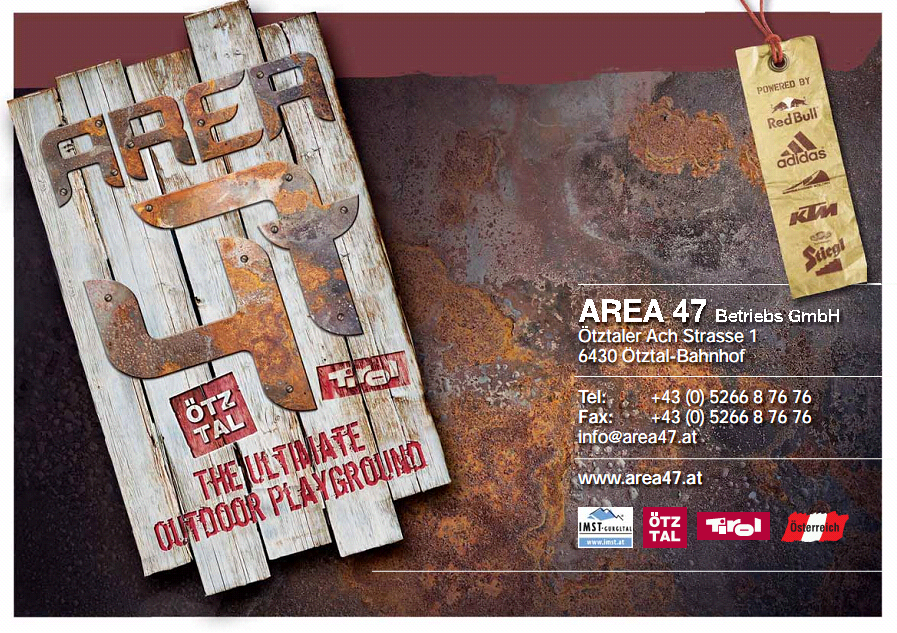 AREA
47
ÖTZ
TAL
Tirol
THE ULTIMATE
OUTDOOR PLAYGROUND
POWERED BY
Red Bull
adidas
KTM
Stiegl
AREA 47 Betriebs GmbH
Ötztaler Ach Strasse 1
6430 Ötztal-Bahnhof
Tel: +43 (0) 5266 8 76 76
Fax: +43 (0) 5266 8 76 76
info@area47.at
www.area47.at
IMST-GURGLTAL
www.imst.at
ÖTZ
TAL
Tirol
Österreich